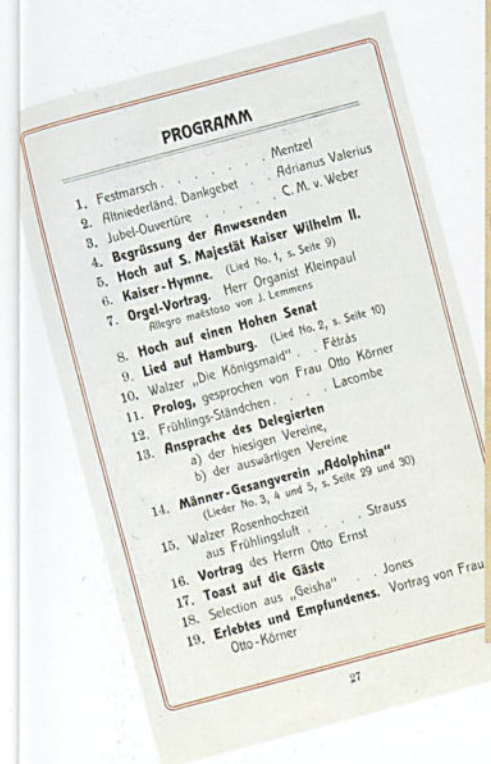 PROGRAMM
1. Festmarsch . . . . . . . Mentzel
2. Altniederländ. Dankgebet . . Adrianus Valerius
3. Jubel-Ouvertüre . . . . . . C. M. v. Weber
4. Begrüssung der Anwesenden
5. Hoch auf S. Majestät Kaiser Wilhelm II.
6. Kaiser-Hymne. (Lied No. 1, s. Seite 9)
7. Orgel-Vortrag. Herr Organist Kleinpaul
Allegro maëstoso von J. Lemmens
8. Hoch auf einen Hohen Senat
9. Lied auf Hamburg. (Lied No. 2, s. Seite 10)
10. Walzer „Die Königsmaid" . . Fétrás
11. Prolog, gesprochen von Frau Otto Körner
12. Frühlings-Ständchen . . . . Lacombe
13. Ansprache des Delegierten
a) der hiesigen Vereine,
b) der auswärtigen Vereine
14. Männer-Gesangverein „Adolphina"
(Lieder No. 3, 4 und 5, s. Seite 29 und 30)
15. Walzer Rosenhochzeit
aus Frühlingsluft . . . . Strauss
16. Vortrag des Herrn Otto Ernst
17. Toast auf die Gäste
18. Selection aus „Geisha" . . Jones
19. Erlebtes und Empfundenes. Vortrag von Frau
Otto-Körner
27